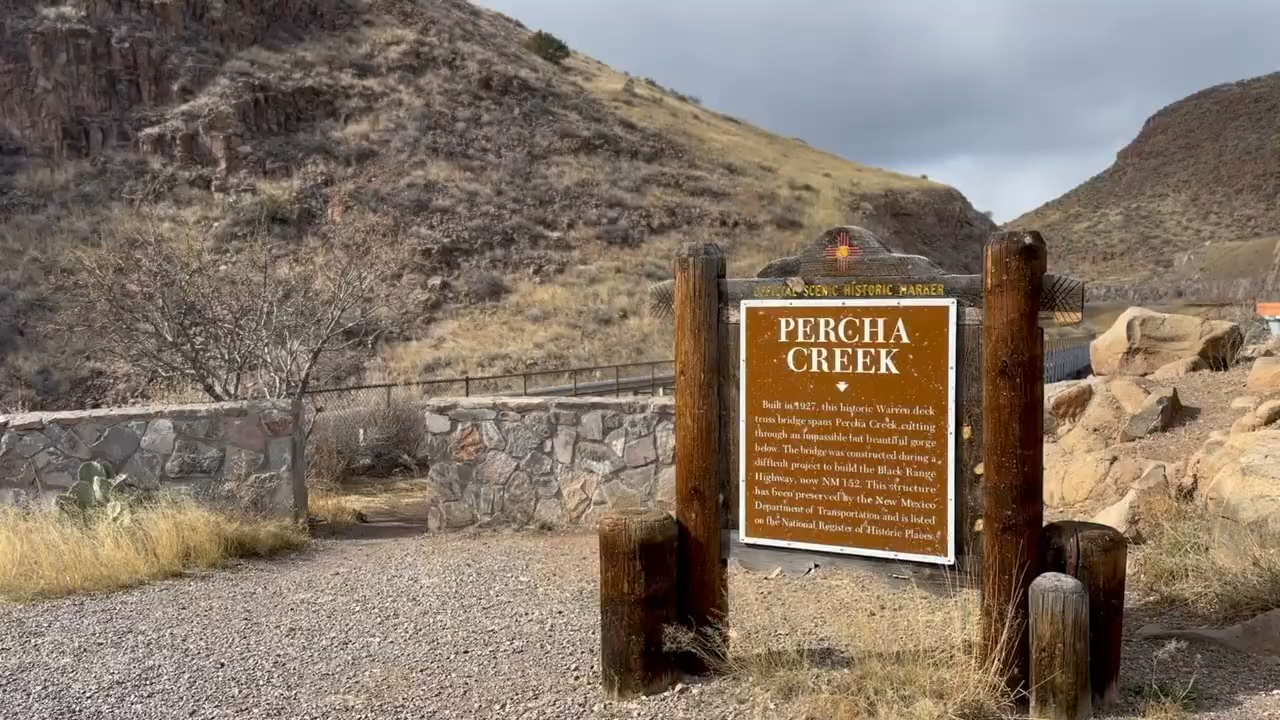 OFFICIAL SCENIC HISTORIC MARKER
PERCHA
CREEK
Built in 1927, this historic Warren deck
truss bridge spans Percha Creek cutting
through an impassible but beautiful gorge
below. The bridge was constructed during a
difficult project to build the Black Range
Highway, now NM 152. This structure
has been preserved by the New Mexico
Department of Transportation and is listed
on the National Register of Historic Places.